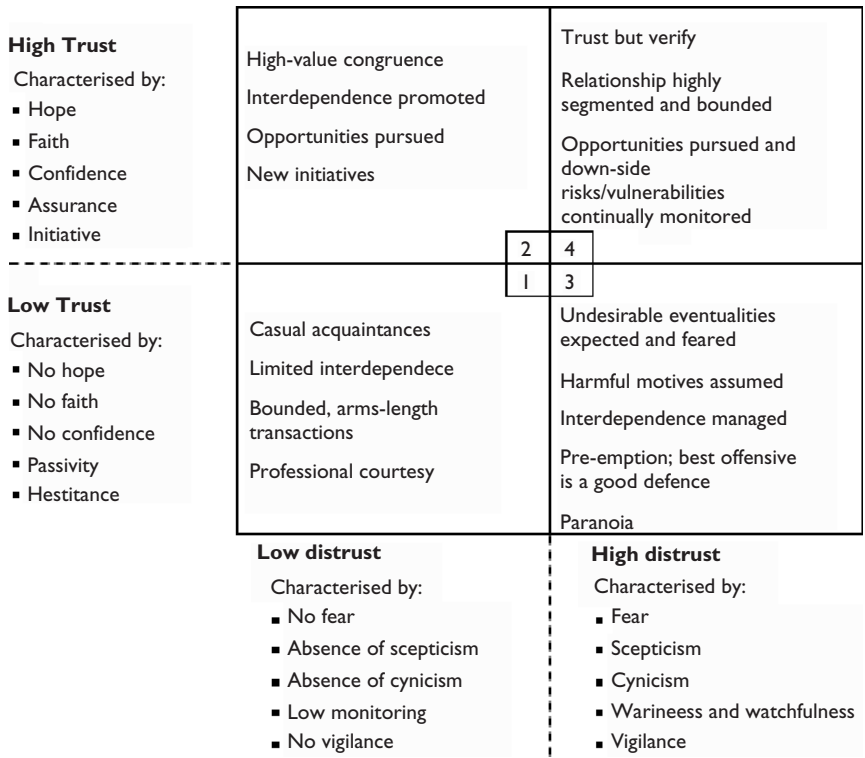 High Trust
Characterised by:
▪ Hope
▪ Faith
▪ Confidence
▪ Assurance
▪ Initiative
High-value congruence
Interdependence promoted
Opportunities pursued
New initiatives
Trust but verify
Relationship highly
segmented and bounded
Opportunities pursued and
down-side
risks/vulnerabilities
continually monitored
2
4
1
3
Low Trust
Characterised by:
▪ No hope
▪ No faith
▪ No confidence
▪ Passivity
▪ Hestitance
Casual acquaintances
Limited interdependece
Bounded, arms-length
transactions
Professional courtesy
Undesirable eventualities
expected and feared
Harmful motives assumed
Interdependence managed
Pre-emption; best offensive
is a good defence
Paranoia
Low distrust
Characterised by:
▪ No fear
▪ Absence of scepticism
▪ Absence of cynicism
▪ Low monitoring
▪ No vigilance
High distrust
Characterised by:
▪ Fear
▪ Scepticism
▪ Cynicism
▪ Warineess and watchfulness
▪ Vigilance